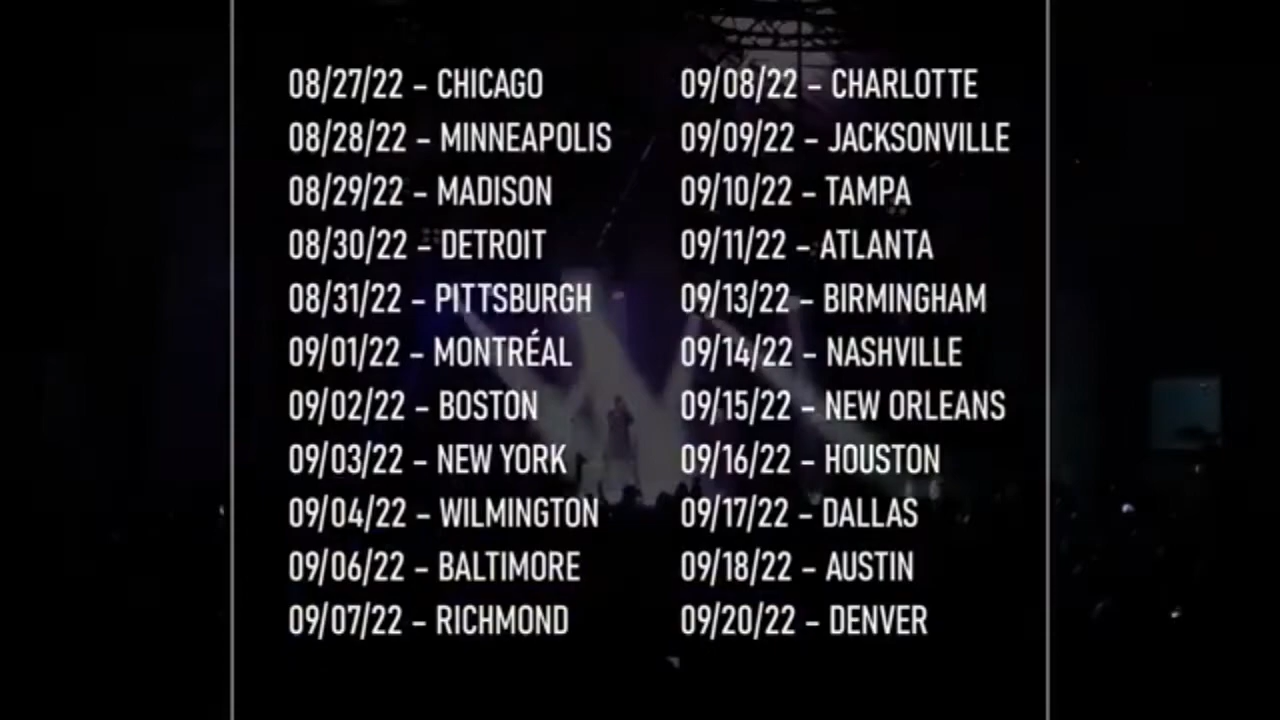 08/27/22 – CHICAGO
08/28/22 – MINNEAPOLIS
08/29/22 – MADISON
08/30/22 – DETROIT
08/31/22 – PITTSBURGH
09/01/22 – MONTRÉAL
09/02/22 – BOSTON
09/03/22 – NEW YORK
09/04/22 – WILMINGTON
09/06/22 – BALTIMORE
09/07/22 – RICHMOND
09/08/22 – CHARLOTTE
09/09/22 – JACKSONVILLE
09/10/22 – TAMPA
09/11/22 – ATLANTA
09/13/22 – BIRMINGHAM
09/14/22 – NASHVILLE
09/15/22 – NEW ORLEANS
09/16/22 – HOUSTON
09/17/22 – DALLAS
09/18/22 – AUSTIN
09/20/22 – DENVER